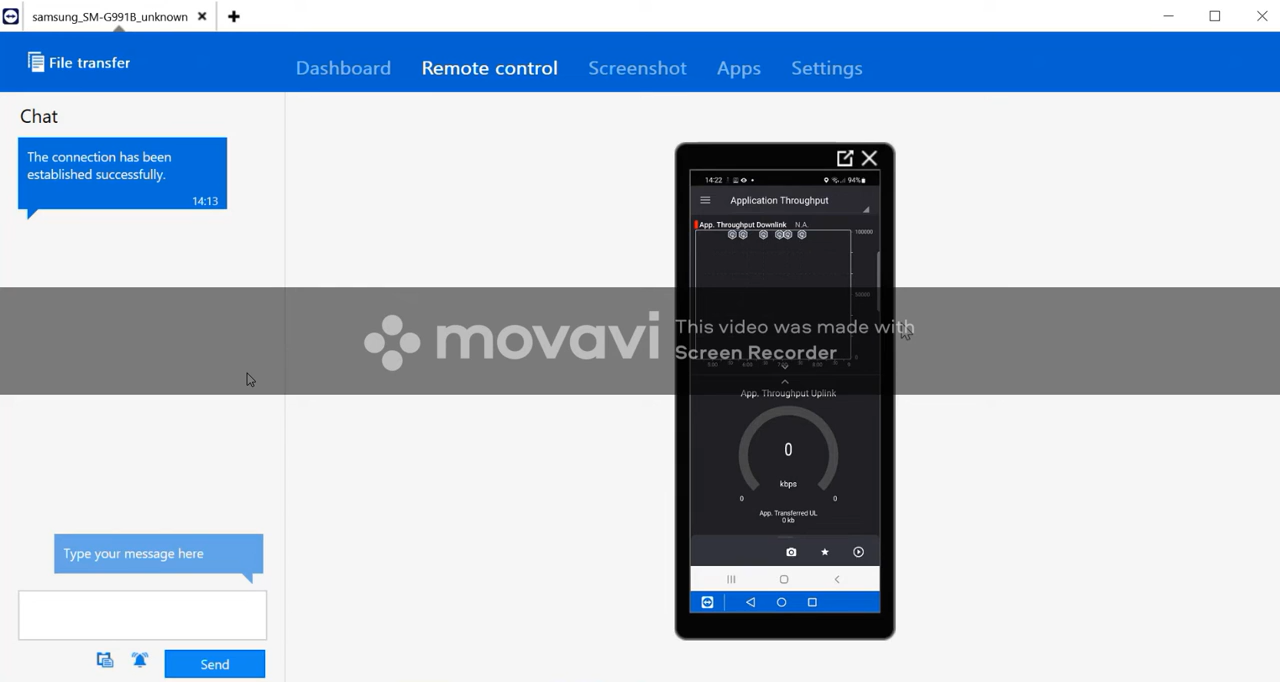 samsung_SM-G991B_unknown
File transfer
Dashboard
Remote control
Screenshot
Apps
Settings
Chat
The connection has been
established successfully.
14:13
14:22
94%
Application Throughput
App. Throughput Downlink N.A.
100000
50000
0
movavi
This video was made with
Screen Recorder
App. Throughput Uplink
0
kbps
0
0
App. Transferred UL
0 kb
Type your message here
Send